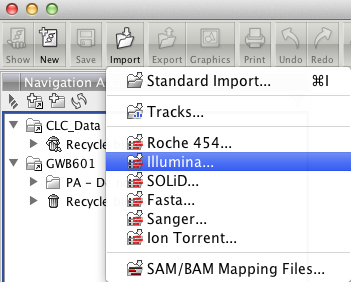 Show New Save Import Export Graphics Print Undo Redo
Navigation A
Standard Import... ⌘I
Tracks...
CLC_Data
Recycle
Roche 454...
GWB601
Illumina...
PA - D
SOLiD...
Recycle
Fasta...
Sanger...
Ion Torrent...
SAM/BAM Mapping Files...